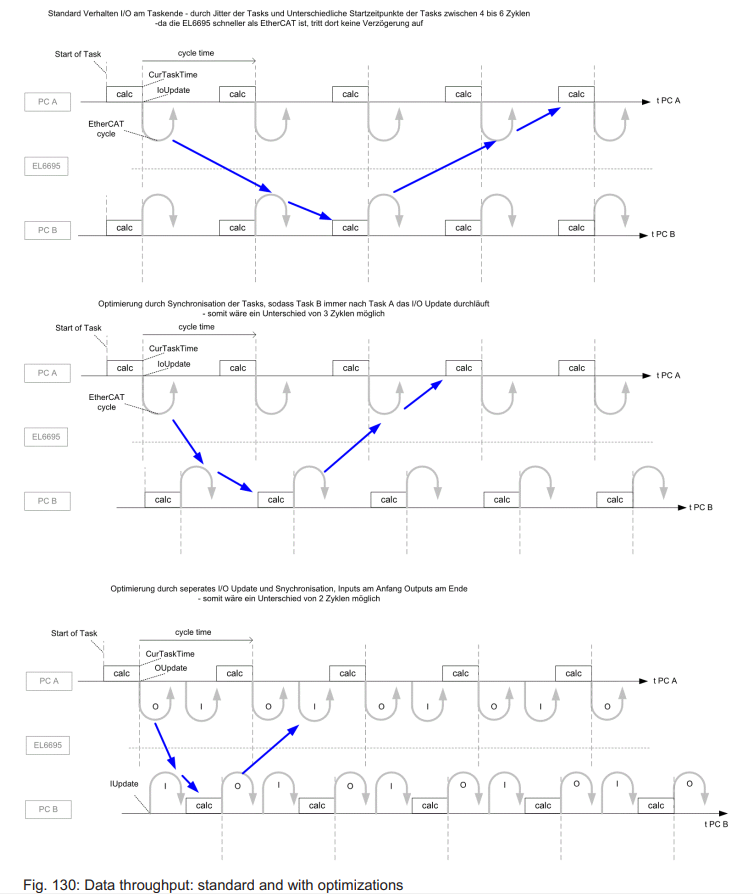 Standard Verhalten I/O am Taskende - durch Jitter der Tasks und Unterschiedliche Startzeitpunkte der Tasks zwischen 4 bis 6 Zyklen
-da die EL6695 schneller als EtherCAT ist, tritt dort keine Verzögerung auf
Start of Task
cycle time
CurTaskTime
calc
calc
calc
calc
calc
IoUpdate
PC A
t PC A
EtherCAT
cycle
EL6695
PC B
calc
calc
calc
calc
calc
t PC B
Optimierung durch Synchronisation der Tasks, sodass Task B immer nach Task A das I/O Update durchläuft
- somit wäre ein Unterschied von 3 Zyklen möglich
Start of Task
cycle time
CurTaskTime
calc
calc
calc
calc
calc
IoUpdate
PC A
t PC A
EtherCAT
cycle
EL6695
PC B
calc
calc
calc
calc
calc
t PC B
Optimierung durch seperates I/O Update und Snychronisation, Inputs am Anfang Outputs am Ende
- somit wäre ein Unterschied von 2 Zyklen möglich
Start of Task
cycle time
CurTaskTime
calc
calc
calc
calc
calc
OUpdate
PC A
t PC A
O
I
O
I
O
I
O
I
O
EL6695
IUpdate
I
O
I
O
I
O
I
O
I
O
PC B
calc
calc
calc
calc
calc
t PC B
Fig. 130: Data throughput: standard and with optimizations